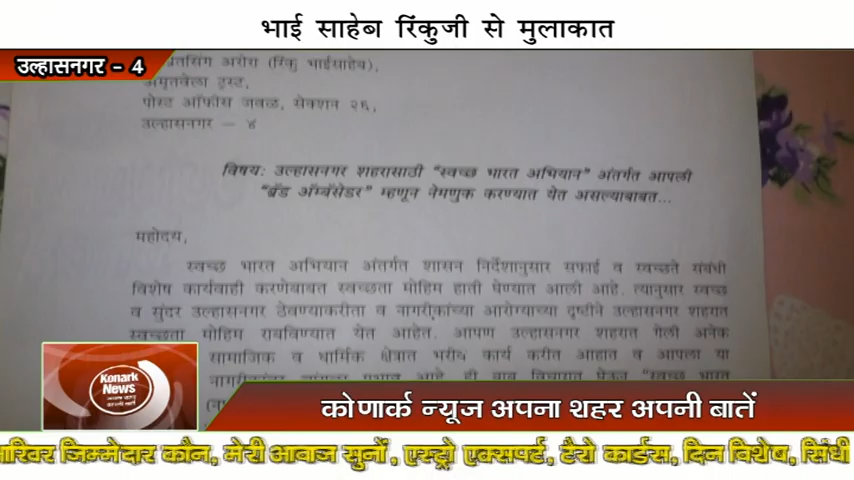 भाई साहेब रिंकुजी से मुलाकात
उल्हासनगर - 4
अरोरा (रिंकु भाईसाहेब),
अमृतवेला ट्रस्ट,
पोस्ट ऑफीस जवळ, सेक्शन २६,
उल्हासनगर – ४
विषय: उल्हासनगर शहरासाठी "स्वच्छ भारत अभियान" अंतर्गत आपली
"ब्रँड ॲम्बॅसेडर" म्हणून नेमणुक करण्यात येत असल्याबाबत...
महोदय,
स्वच्छ भारत अभियान अंतर्गत शासन निर्देशानुसार सफाई व स्वच्छते संबंधी
विशेष कार्यवाही करणेबाबत स्वच्छता मोहिम हाती घेण्यात आली आहे. त्यानुसार स्वच्छ
व सुंदर उल्हासनगर ठेवण्याकरीता व नागरीकांच्या आरोग्याच्या दृष्टीने उल्हासनगर शहरात
स्वच्छता मोहिम राबविण्यात येत आहेत. आपण उल्हासनगर शहरात गेली अनेक
सामाजिक व धार्मिक क्षेत्रात भरीव कार्य करीत आहात व आपला या
Konark
News
कोणार्क न्यूज अपना शहर अपनी बातें
जिम्मेदार कौन, मेरी आवाज सुनों, एस्ट्रो एक्सपर्ट, टैरो कार्डस, दिन विशेष, सिंधी